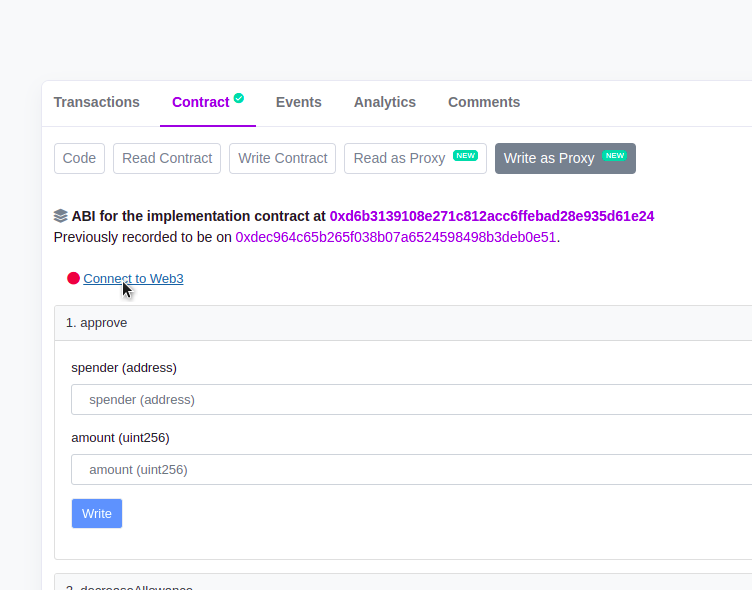 Transactions Contract Events Analytics Comments
Code Read Contract Write Contract Read as Proxy NEW Write as Proxy NEW
ABI for the implementation contract at 0xd6b3139108e271c812acc6ffebad28e935d61e24
Previously recorded to be on 0xdec964c65b265f038b07a6524598498b3deb0e51.
Connect to Web3
1. approve
spender (address)
spender (address)
amount (uint256)
amount (uint256)
Write
2. decreaseAllowance